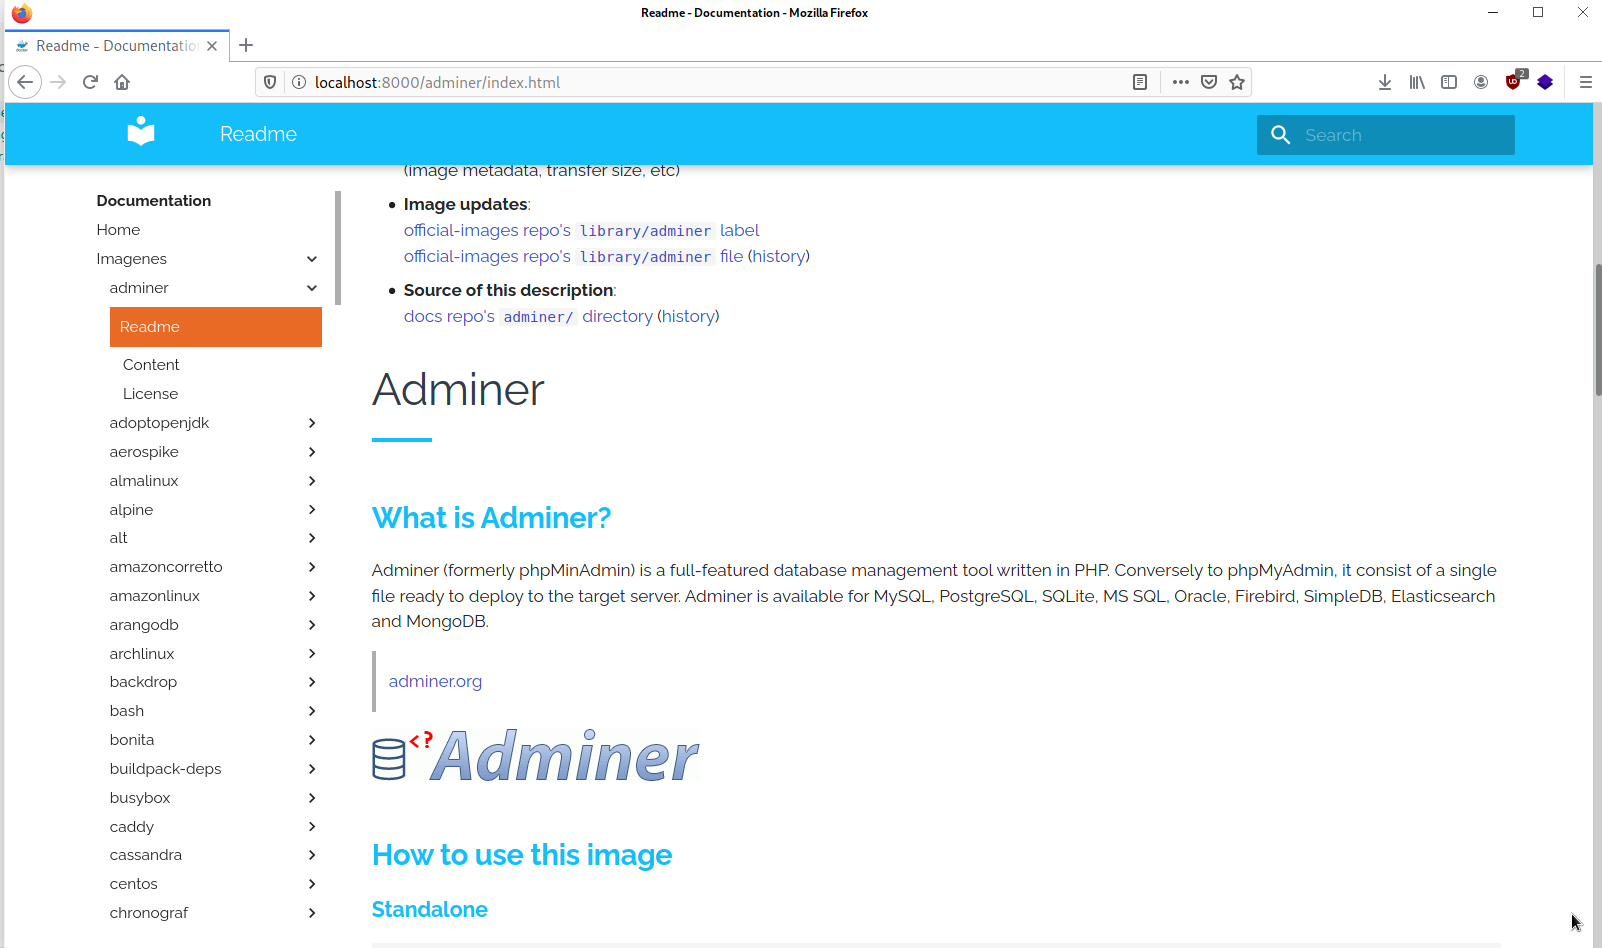 Readme - Documentation - Mozilla Firefox
Readme - Documentatio
localhost:8000/adminer/index.html
2
Readme
Search
Documentation
Home
Imagenes
adminer
Readme
Content
License
adoptopenjdk
aerospike
almalinux
alpine
alt
amazoncorretto
amazonlinux
arangodb
archlinux
backdrop
bash
bonita
buildpack-deps
busybox
caddy
cassandra
centos
chronograf
(image metadata, transfer size, etc)
Image updates:
official-images repo's library/adminer label
official-images repo's library/adminer file (history)
Source of this description:
docs repo's adminer/ directory (history)
Adminer
What is Adminer?
Adminer (formerly phpMinAdmin) is a full-featured database management tool written in PHP. Conversely to phpMyAdmin, it consist of a single
file ready to deploy to the target server. Adminer is available for MySQL, PostgreSQL, SQLite, MS SQL, Oracle, Firebird, SimpleDB, Elasticsearch
and MongoDB.
adminer.org
<? Adminer
How to use this image
Standalone